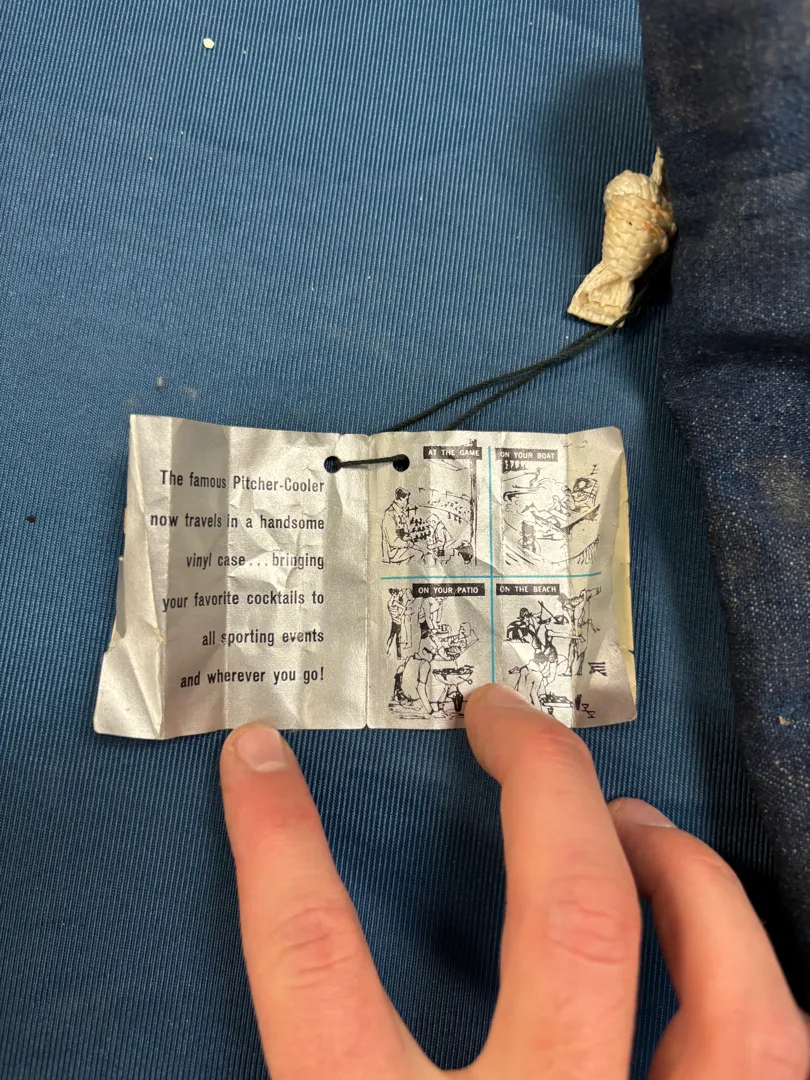 The famous Pitcher-Cooler
now travels in a handsome
vinyl case...bringing
your favorite cocktails to
all sporting events
and wherever you go!
AT THE GAME
ON YOUR BOAT
ON YOUR PATIO
ON THE BEACH